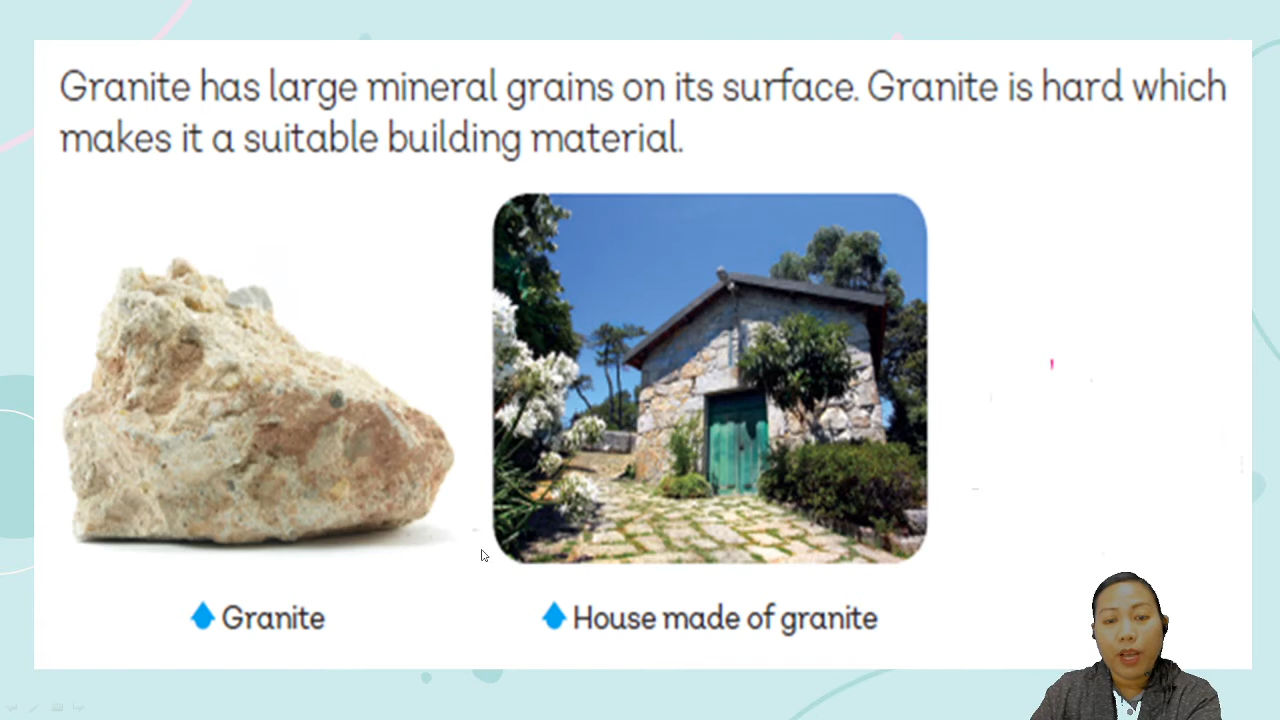 Granite has large mineral grains on its surface. Granite is hard which
makes it a suitable building material.
Granite
House made of granite